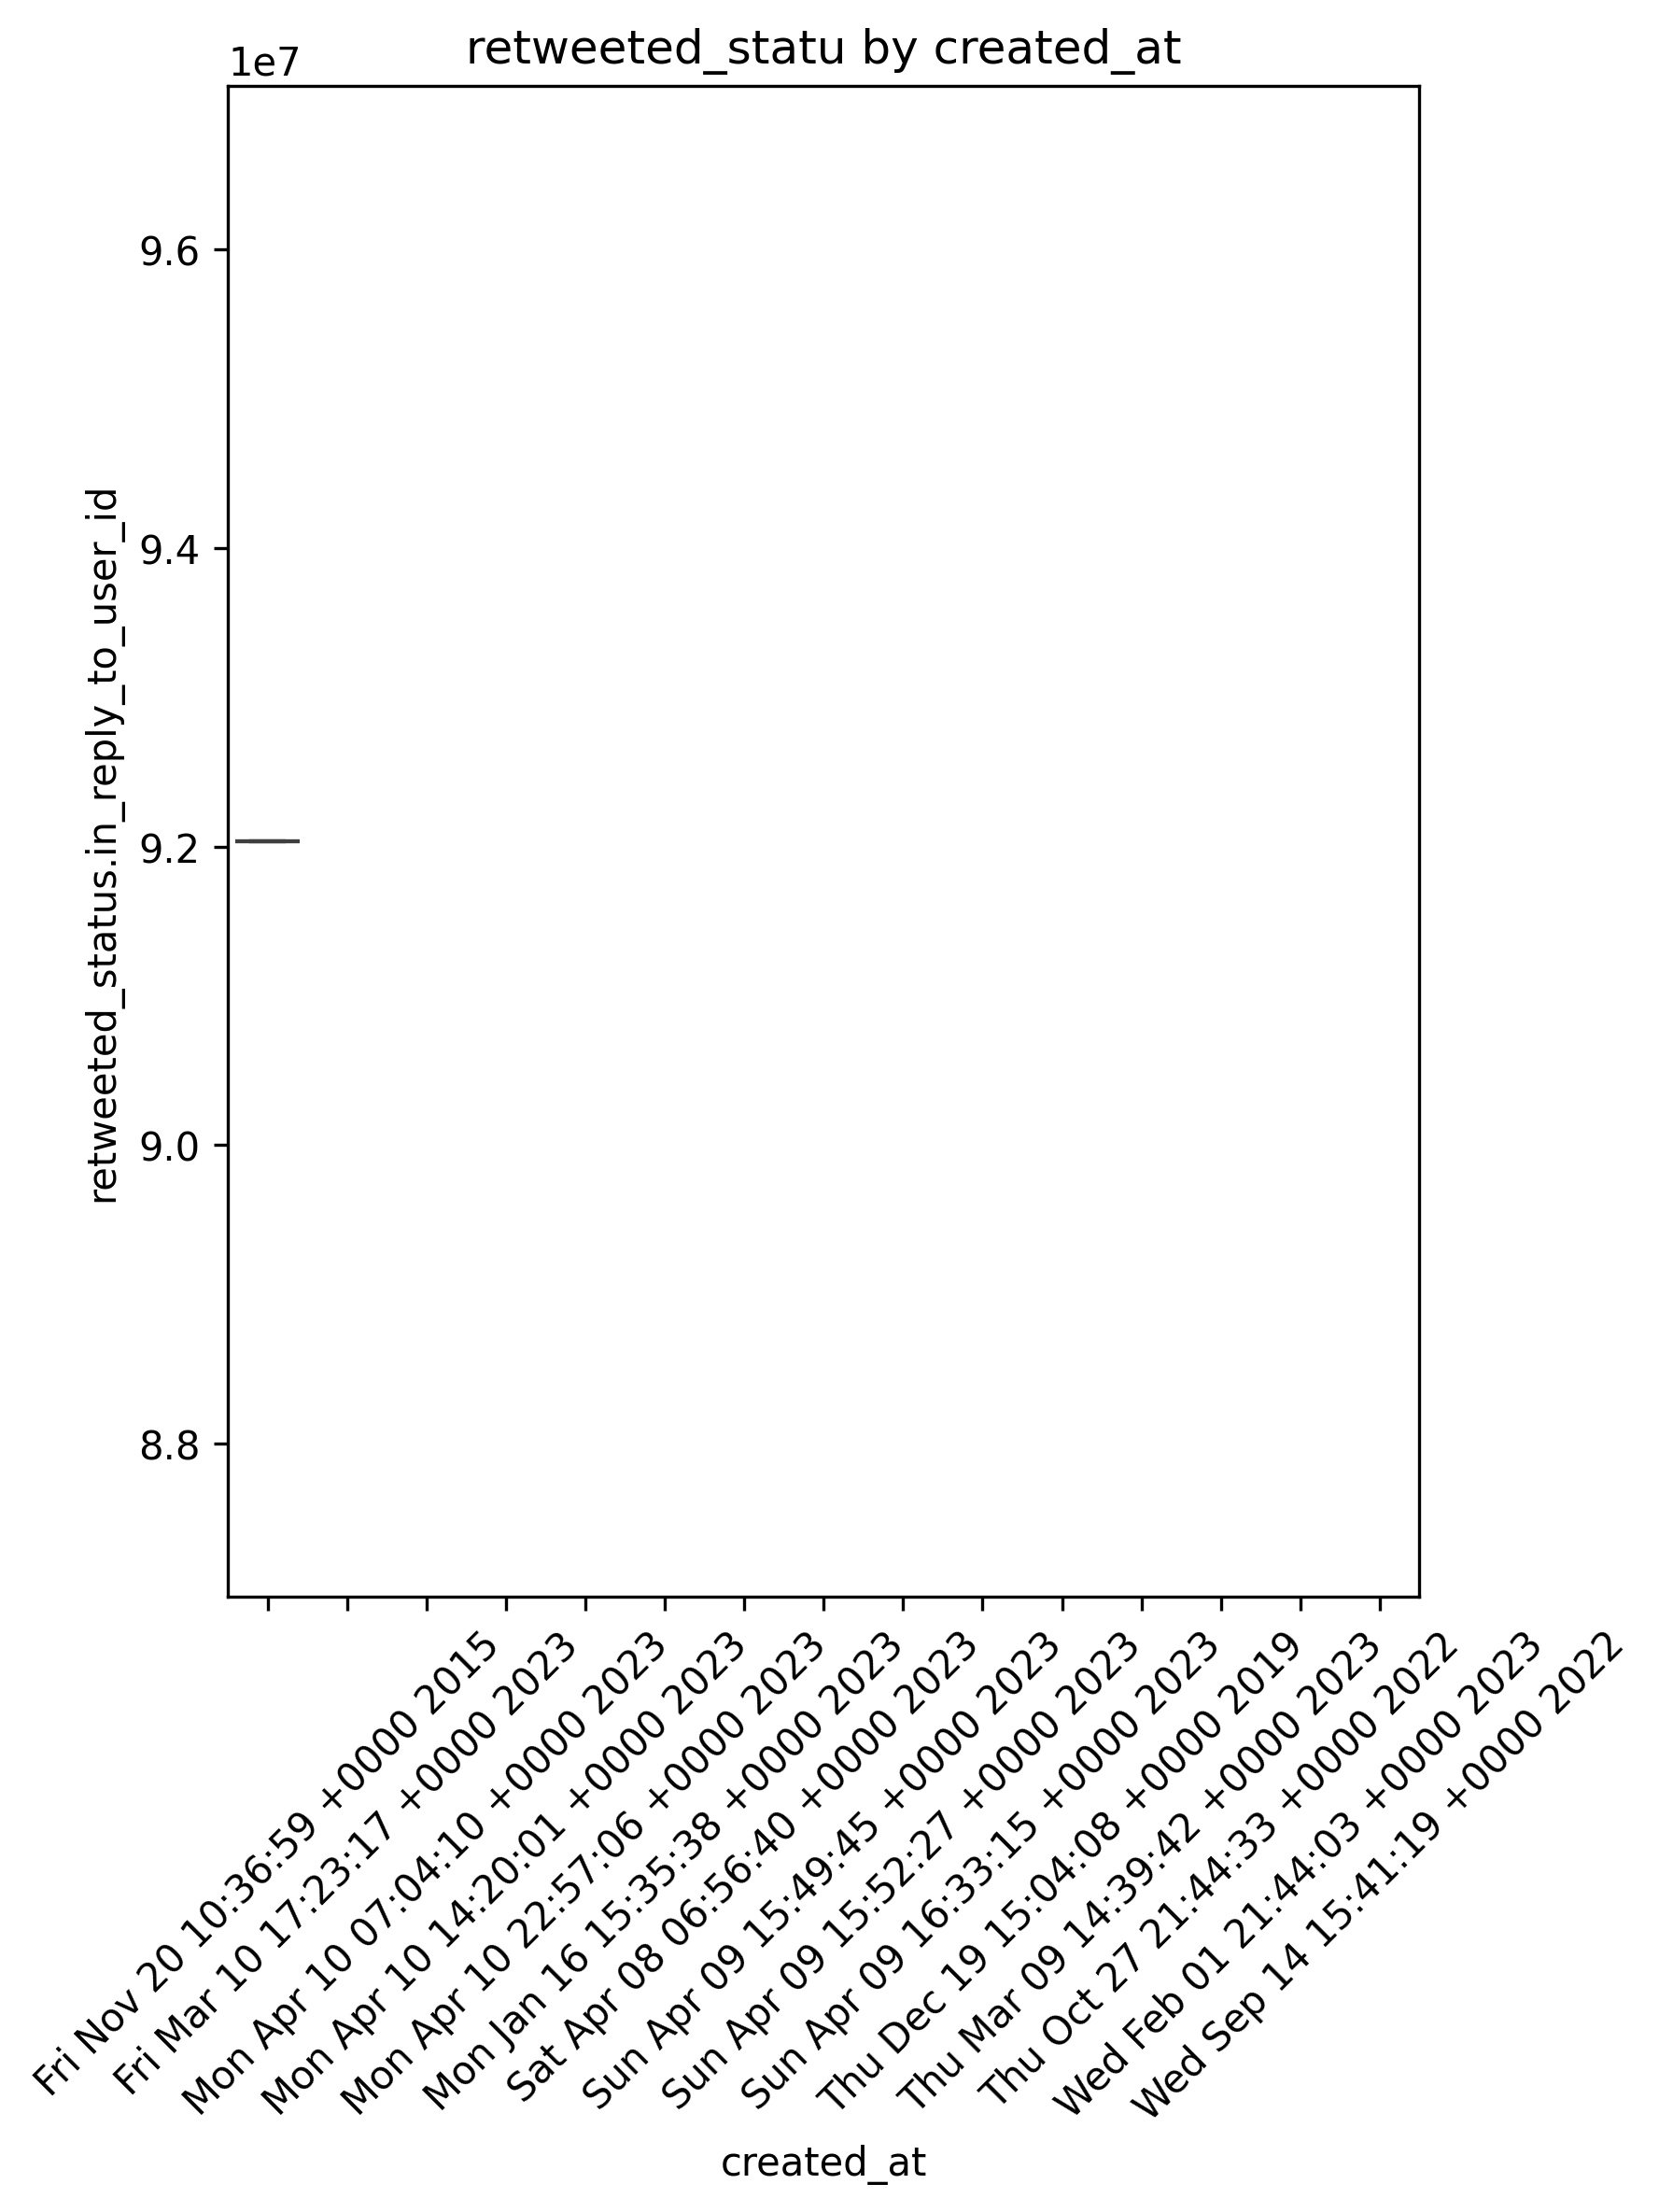 retweeted_statu by created_at
1e7
9.6
9.4
9.2
9.0
8.8
retweeted_status.in_reply_to_user_id
Fri Nov 20 10:36:59 +0000 2015
Fri Mar 10 17:23:17 +0000 2023
Mon Apr 10 07:04:10 +0000 2023
Mon Apr 10 14:20:01 +0000 2023
Mon Apr 10 22:57:06 +0000 2023
Mon Jan 16 15:35:38 +0000 2023
Sat Apr 08 06:56:40 +0000 2023
Sun Apr 09 15:49:45 +0000 2023
Sun Apr 09 15:52:27 +0000 2023
Sun Apr 09 16:33:15 +0000 2023
Thu Dec 19 15:04:08 +0000 2019
Thu Mar 09 14:39:42 +0000 2023
Thu Oct 27 21:44:33 +0000 2022
Wed Feb 01 21:44:03 +0000 2023
Wed Sep 14 15:41:19 +0000 2022
created_at